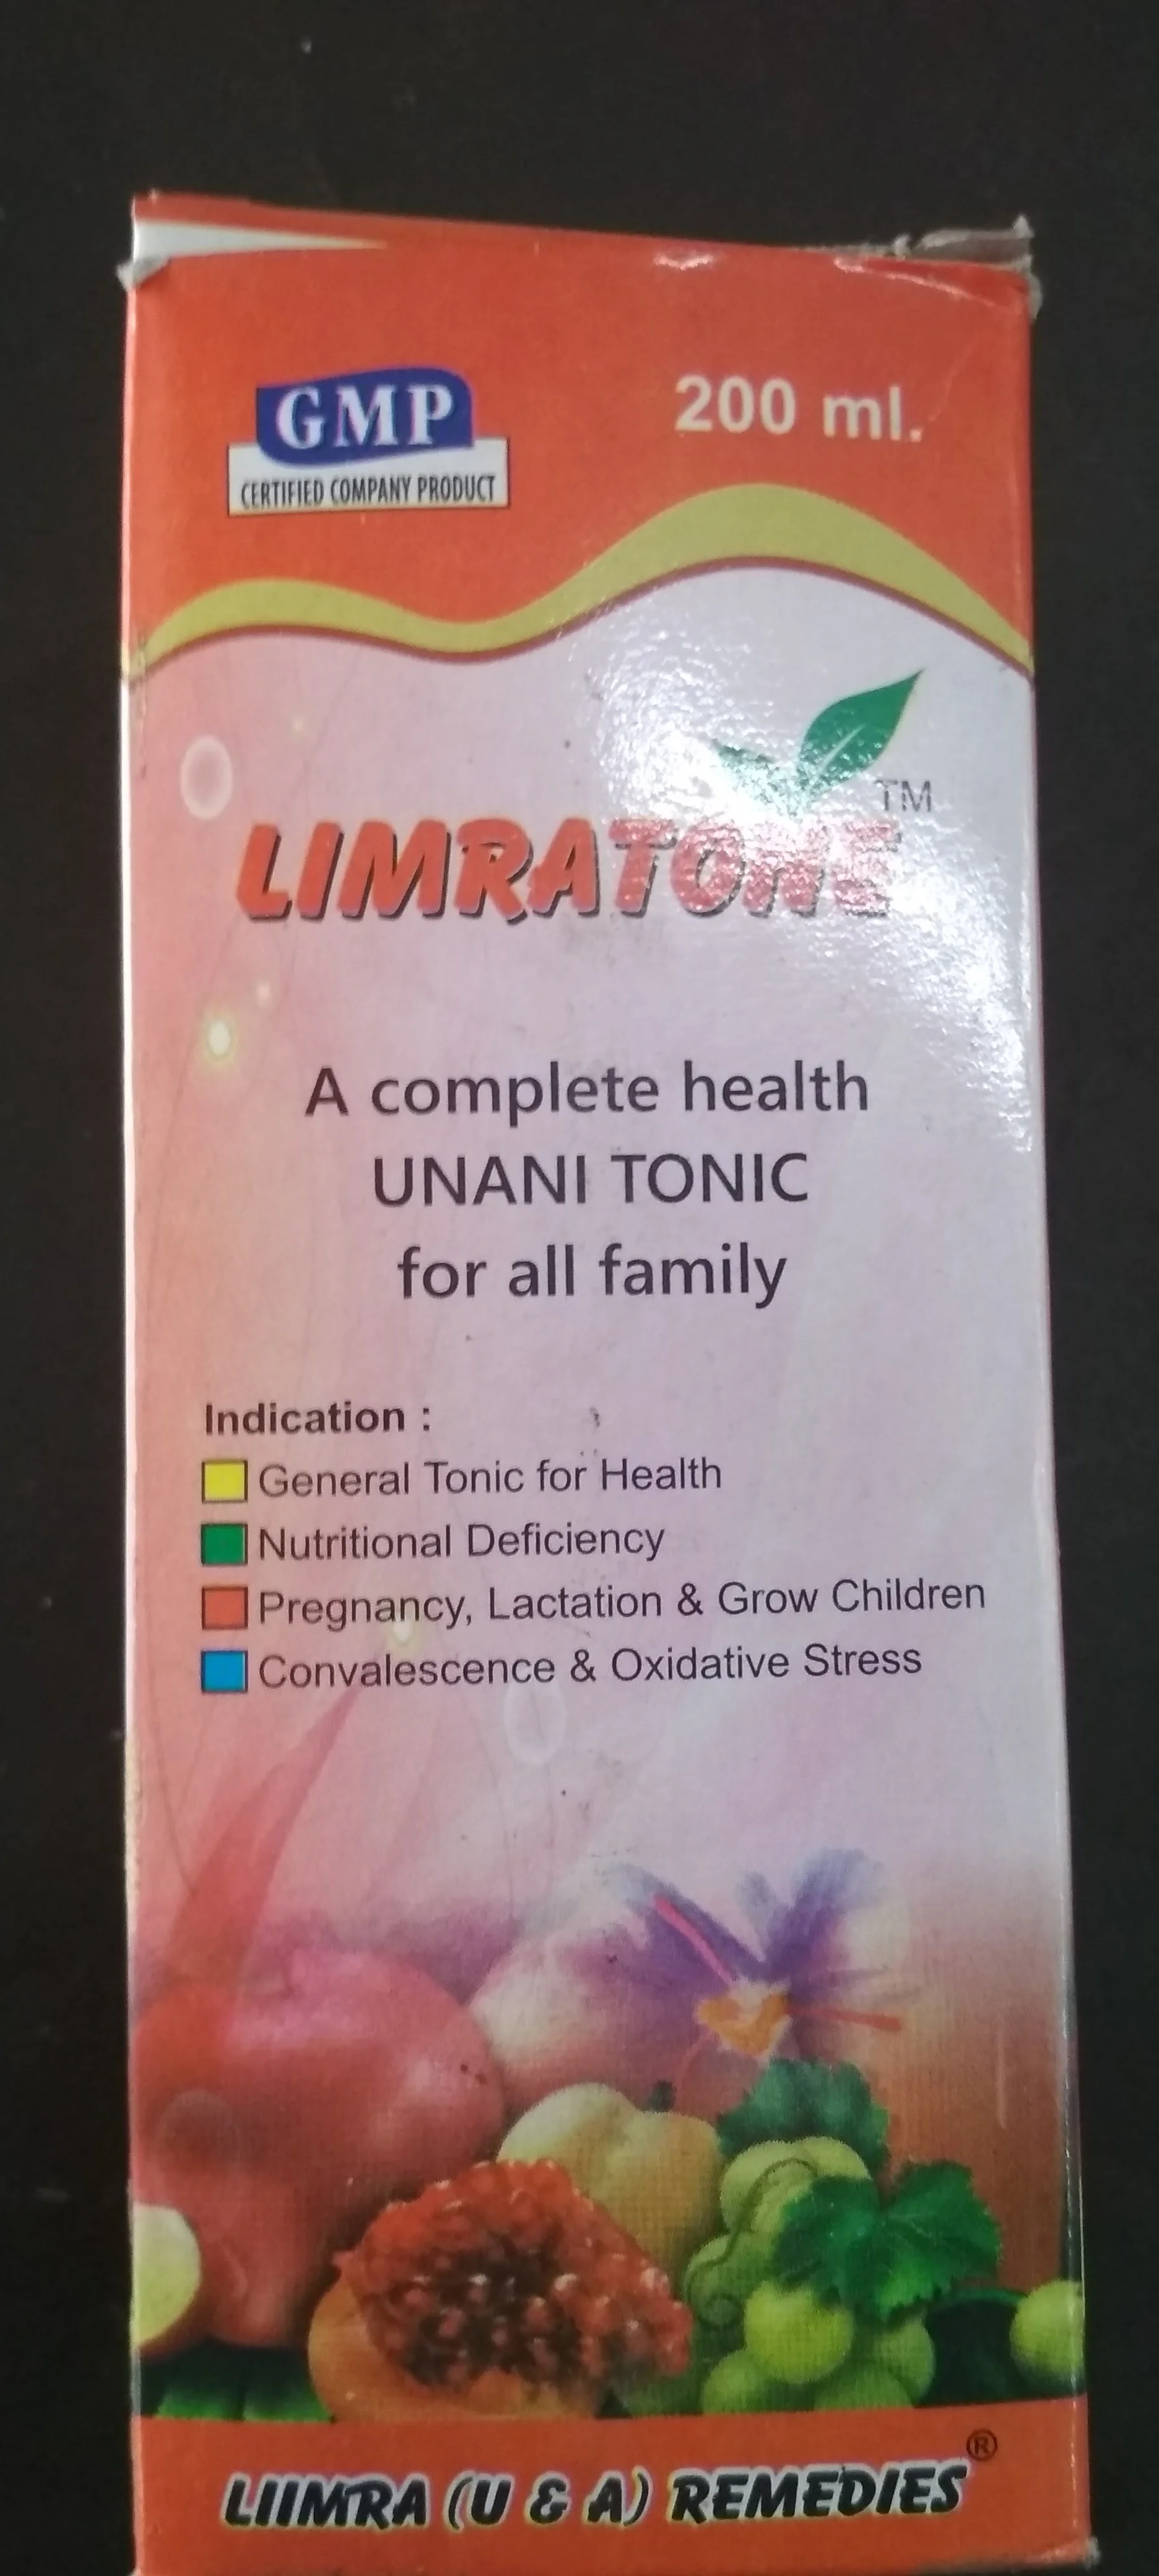 GMP
CERTIFIED COMPANY PRODUCT
200 ml.
LIMRATONE TM
A complete health
UNANI TONIC
for all family
Indication :
General Tonic for Health
Nutritional Deficiency
Pregnancy, Lactation & Grow Children
Convalescence & Oxidative Stress
LIIMRA (U & A) REMEDIES ®